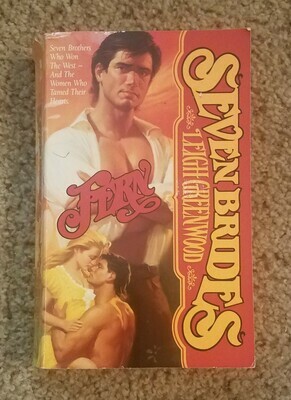 Seven Brothers
Who Won
The West –
And The
Women Who
Tamed Their
Hearts
FERN
SEVEN BRIDES
LEIGH GREENWOOD